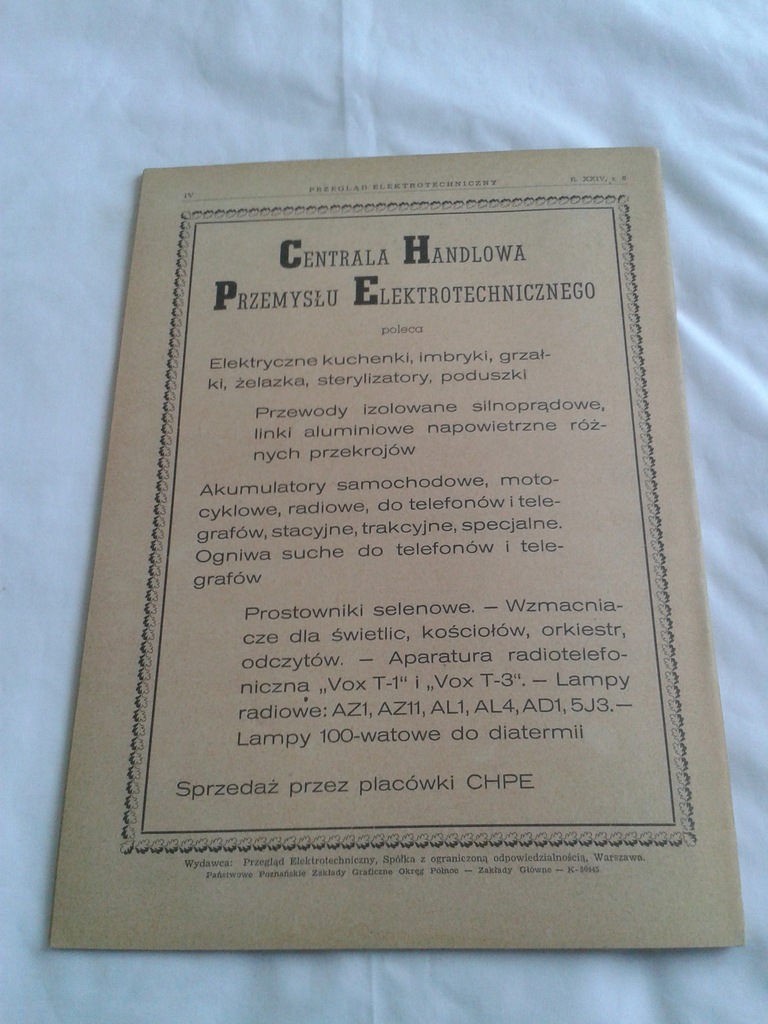 IV
PRZEGLĄD ELEKTROTECHNICZNY
R. XXIV, z. 6
CENTRALA HANDLOWA
PRZEMYSŁU ELEKTROTECHNICZNEGO
poleca
Elektryczne kuchenki, imbryki, grzał-
ki, żelazka, sterylizatory, poduszki
Przewody izolowane silnoprądowe,
linki aluminiowe napowietrzne róż-
nych przekrojów
Akumulatory samochodowe, moto-
cyklowe, radiowe, do telefonów i tele-
grafów, stacyjne, trakcyjne, specjalne.
Ogniwa suche do telefonów i tele-
grafów
Prostowniki selenowe. — Wzmacnia-
cze dla świetlic, kościołów, orkiestr,
odczytów. — Aparatura radiotelefo-
niczna „Vox T-1" i „Vox T-3". — Lampy
radiowe: AZ1, AZ11, AL1, AL4, AD1, 5J3. —
Lampy 100-watowe do diatermii
Sprzedaż przez placówki CHPE
Wydawca: Przegląd Elektrotechniczny, Spółka z ograniczoną odpowiedzialnością, Warszawa.
Państwowe Poznańskie Zakłady Graficzne Okręg Północ — Zakłady Główne —